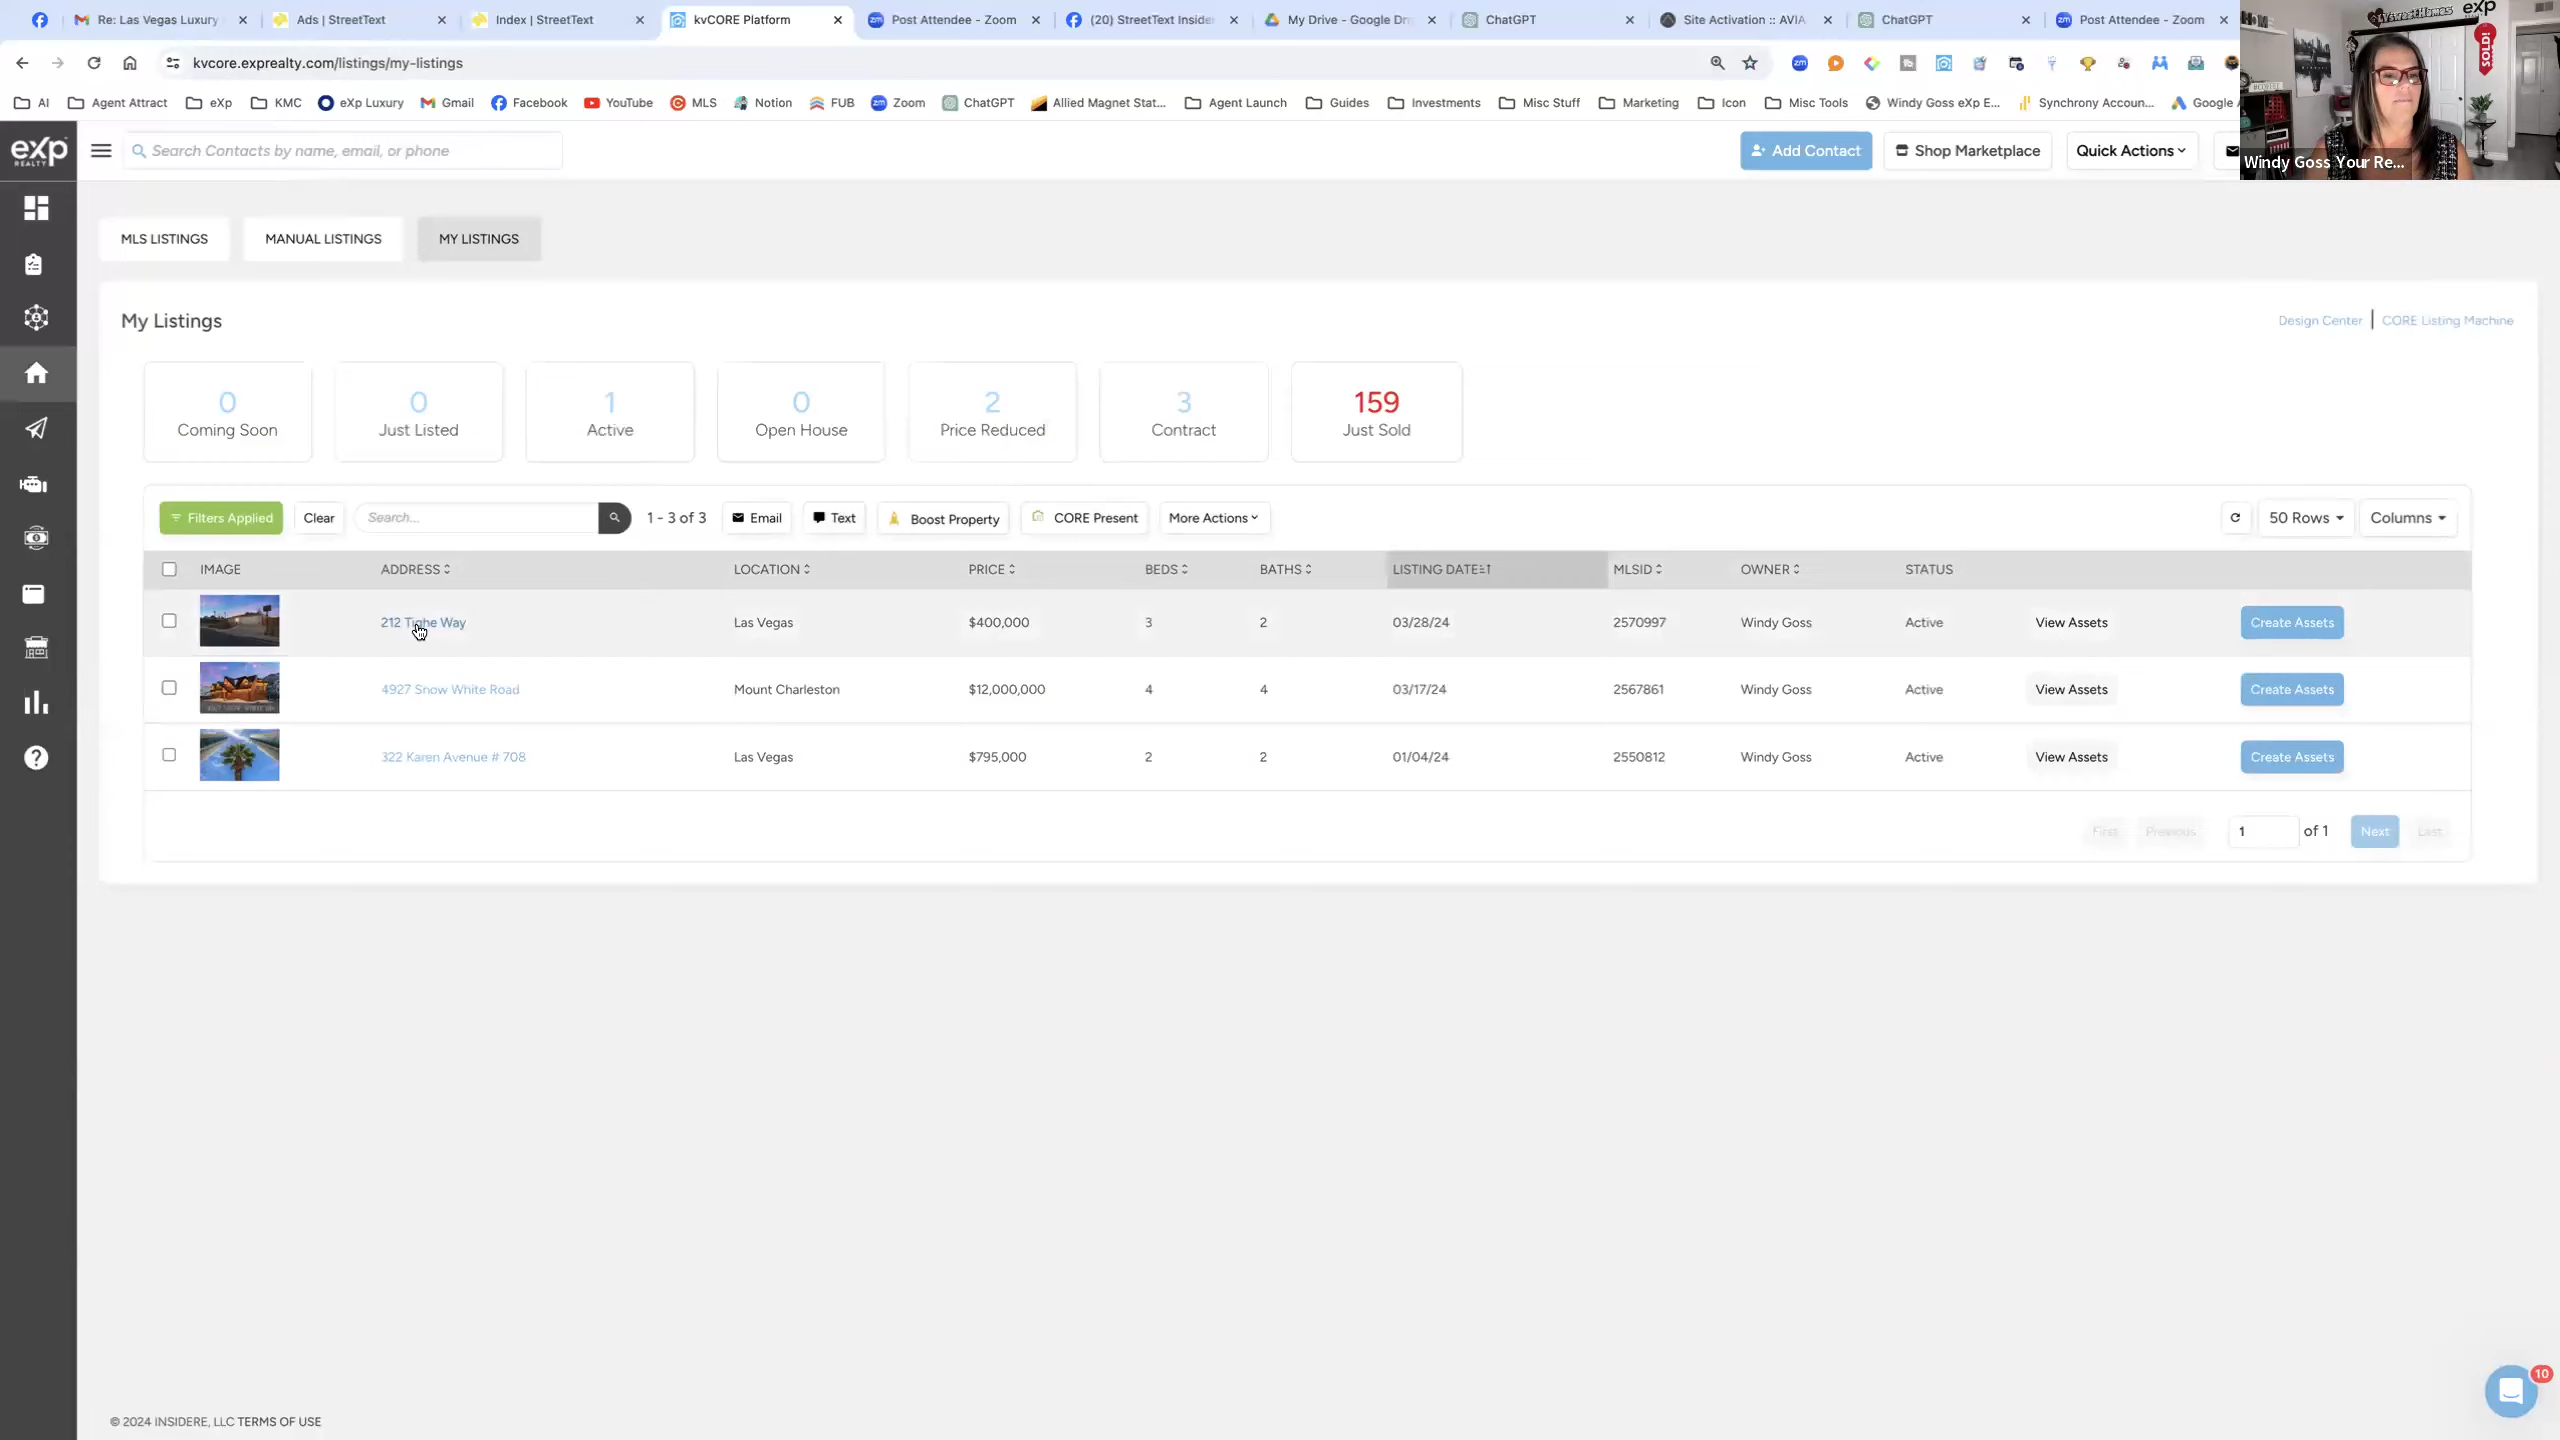 Re: Las Vegas Luxury
Ads | StreetText
Index | StreetText
kvCORE Platform
Post Attendee - Zoom
(20) StreetText Inside
My Drive - Google Dr
ChatGPT
Site Activation :: AVIA
ChatGPT
Post Attendee - Zoom
kvcore.exprealty.com/listings/my-listings
AI
Agent Attract
eXp
KMC
eXp Luxury
Gmail
Facebook
YouTube
MLS
Notion
FUB
Zoom
ChatGPT
Allied Magnet Stat...
Agent Launch
Guides
Investments
Misc Stuff
Marketing
Icon
Misc Tools
Windy Goss eXp E...
Synchrony Accoun...
Google A
eXp
SOLD!
Windy Goss Your Re...
eXp
REALTY
Search Contacts by name, email, or phone
Add Contact
Shop Marketplace
Quick Actions
MLS LISTINGS
MANUAL LISTINGS
MY LISTINGS
My Listings
Design Center | CORE Listing Machine
0
Coming Soon
0
Just Listed
1
Active
0
Open House
2
Price Reduced
3
Contract
159
Just Sold
Filters Applied
Clear
Search...
1 - 3 of 3
Email
Text
Boost Property
CORE Present
More Actions
50 Rows
Columns
IMAGE ADDRESS LOCATION PRICE BEDS BATHS LISTING DATE MLSID OWNER STATUS
212 Tighe Way Las Vegas $400,000 3 2 03/28/24 2570997 Windy Goss Active View Assets Create Assets
4927 Snow White Road Mount Charleston $12,000,000 4 4 03/17/24 2567861 Windy Goss Active View Assets Create Assets
322 Karen Avenue # 708 Las Vegas $795,000 2 2 01/04/24 2550812 Windy Goss Active View Assets Create Assets
First Previous 1 of 1 Next Last
10
© 2024 INSIDERE, LLC TERMS OF USE